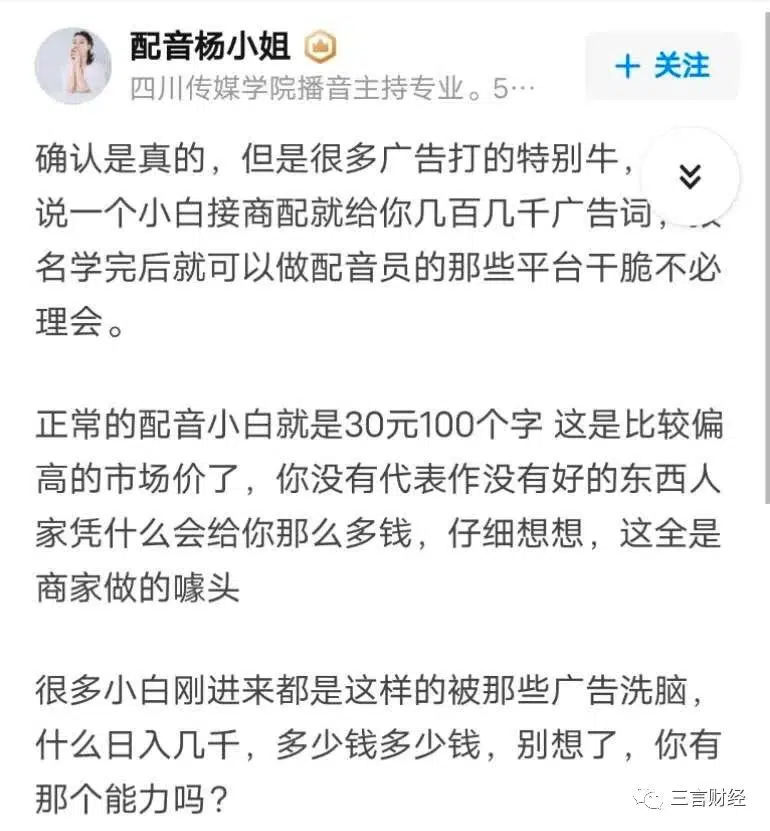 配音杨小姐
＋ 关注
四川传媒学院播音主持专业。5…
确认是真的，但是很多广告打的特别牛，
说一个小白接商配就给你几百几千广告词，
名学完后就可以做配音员的那些平台干脆不必
理会。
正常的配音小白就是30元100个字 这是比较偏
高的市场价了，你没有代表作没有好的东西人
家凭什么会给你那么多钱，仔细想想，这全是
商家做的噱头
很多小白刚进来都是这样的被那些广告洗脑，
什么日入几千，多少钱多少钱，别想了，你有
那个能力吗？
三言财经